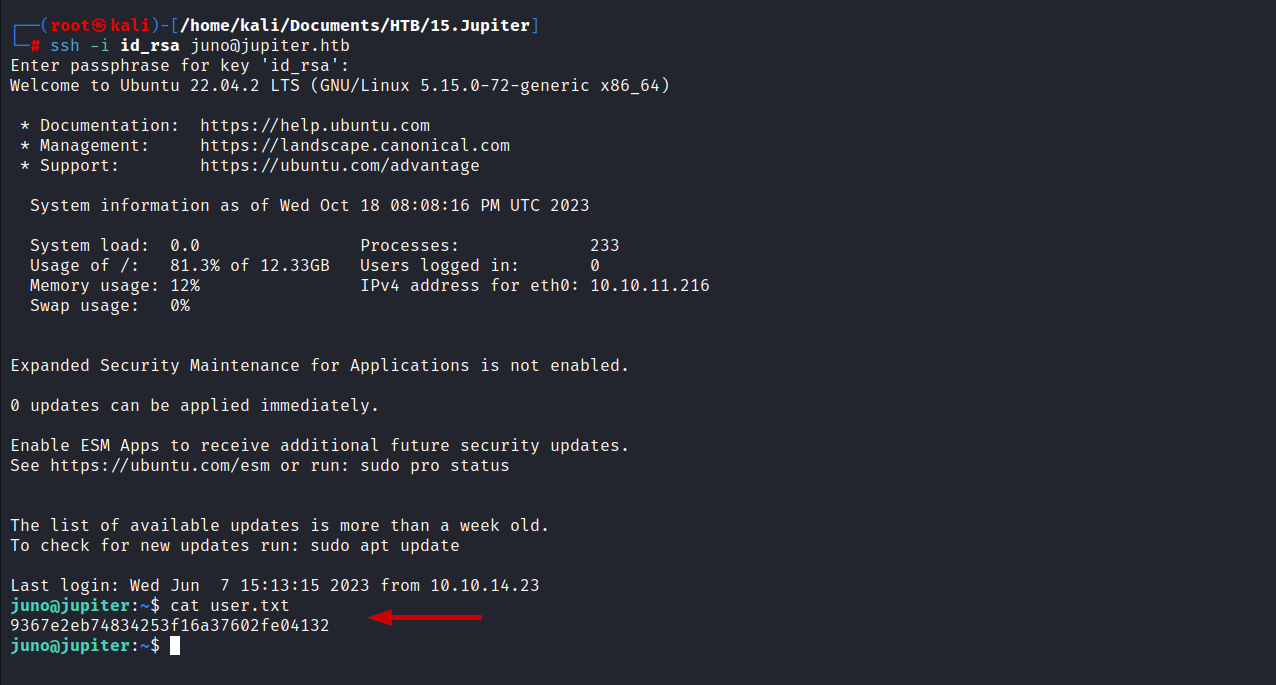 ┌──(root㉿kali)-[/home/kali/Documents/HTB/15.Jupiter]
└─# ssh -i id_rsa juno@jupiter.htb
Enter passphrase for key 'id_rsa':
Welcome to Ubuntu 22.04.2 LTS (GNU/Linux 5.15.0-72-generic x86_64)
* Documentation:  https://help.ubuntu.com
* Management:     https://landscape.canonical.com
* Support:        https://ubuntu.com/advantage
System information as of Wed Oct 18 08:08:16 PM UTC 2023
System load:  0.0                Processes:             233
Usage of /:   81.3% of 12.33GB   Users logged in:       0
Memory usage: 12%                IPv4 address for eth0: 10.10.11.216
Swap usage:   0%
Expanded Security Maintenance for Applications is not enabled.
0 updates can be applied immediately.
Enable ESM Apps to receive additional future security updates.
See https://ubuntu.com/esm or run: sudo pro status
The list of available updates is more than a week old.
To check for new updates run: sudo apt update
Last login: Wed Jun  7 15:13:15 2023 from 10.10.14.23
juno@jupiter:~$ cat user.txt
9367e2eb74834253f16a37602fe04132
juno@jupiter:~$